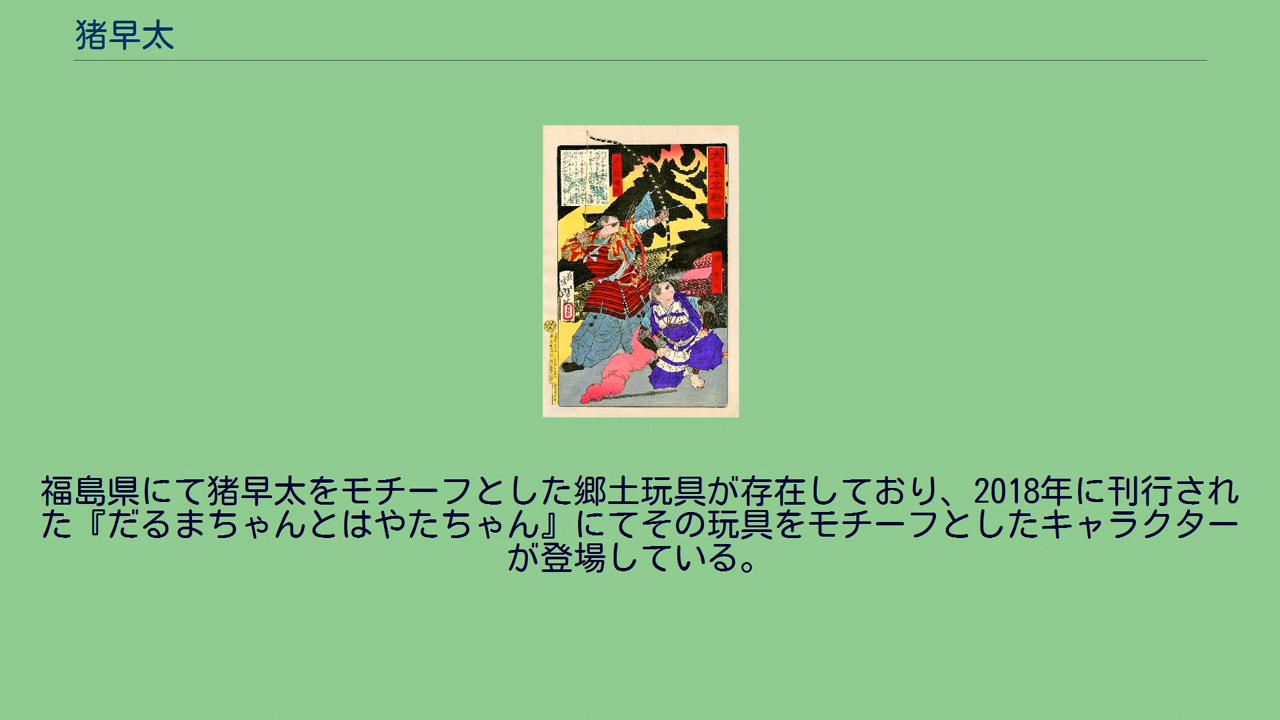 猪早太
福島県にて猪早太をモチーフとした郷土玩具が存在しており、2018年に刊行され
た『だるまちゃんとはやたちゃん』にてその玩具をモチーフとしたキャラクター
が登場している。